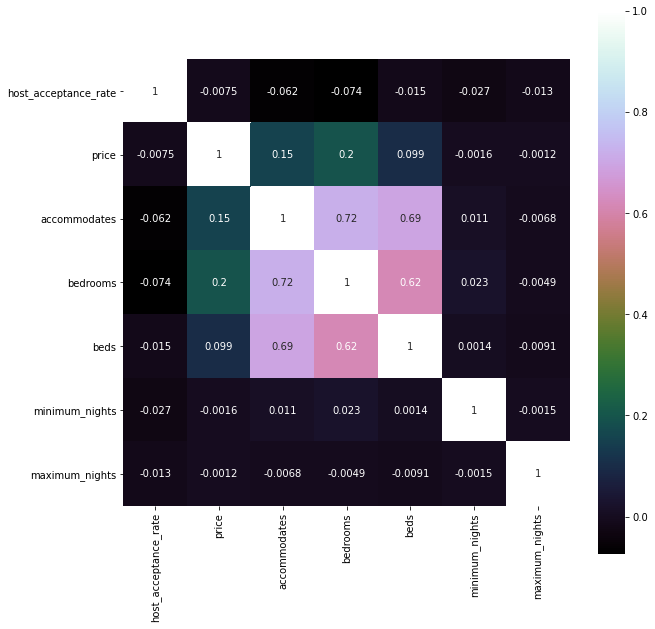 1.0
host_acceptance_rate 1 -0.0075 -0.062 -0.074 -0.015 -0.027 -0.013
0.8
price -0.0075 1 0.15 0.2 0.099 -0.0016 -0.0012
accommodates -0.062 0.15 1 0.72 0.69 0.011 -0.0068
0.6
bedrooms -0.074 0.2 0.72 1 0.62 0.023 -0.0049
0.4
beds -0.015 0.099 0.69 0.62 1 0.0014 -0.0091
0.2
minimum_nights -0.027 -0.0016 0.011 0.023 0.0014 1 -0.0015
maximum_nights -0.013 -0.0012 -0.0068 -0.0049 -0.0091 -0.0015 1
0.0
host_acceptance_rate
price
accommodates
bedrooms
beds
minimum_nights
maximum_nights